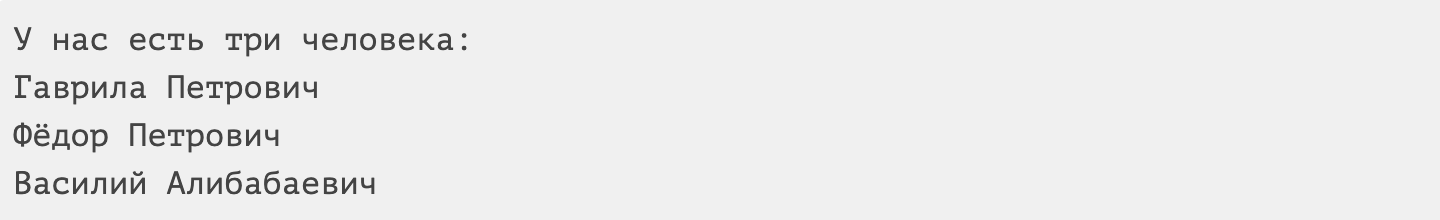 У нас есть три человека:
Гаврила Петрович
Фёдор Петрович
Василий Алибабаевич